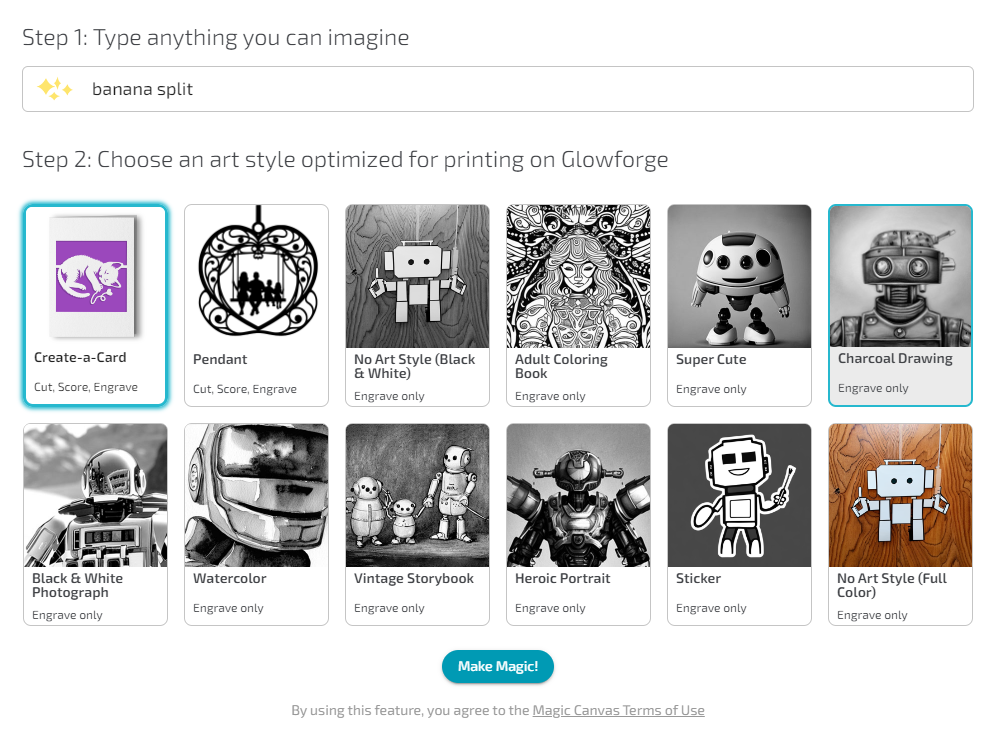 Step 1: Type anything you can imagine
banana split
Step 2: Choose an art style optimized for printing on Glowforge
Create-a-Card
Cut, Score, Engrave
Pendant
Cut, Score, Engrave
No Art Style (Black
& White)
Engrave only
Adult Coloring
Book
Engrave only
Super Cute
Engrave only
Charcoal Drawing
Engrave only
Black & White
Photograph
Engrave only
Watercolor
Engrave only
Vintage Storybook
Engrave only
Heroic Portrait
Engrave only
Sticker
Engrave only
No Art Style (Full
Color)
Engrave only
Make Magic!
By using this feature, you agree to the Magic Canvas Terms of Use